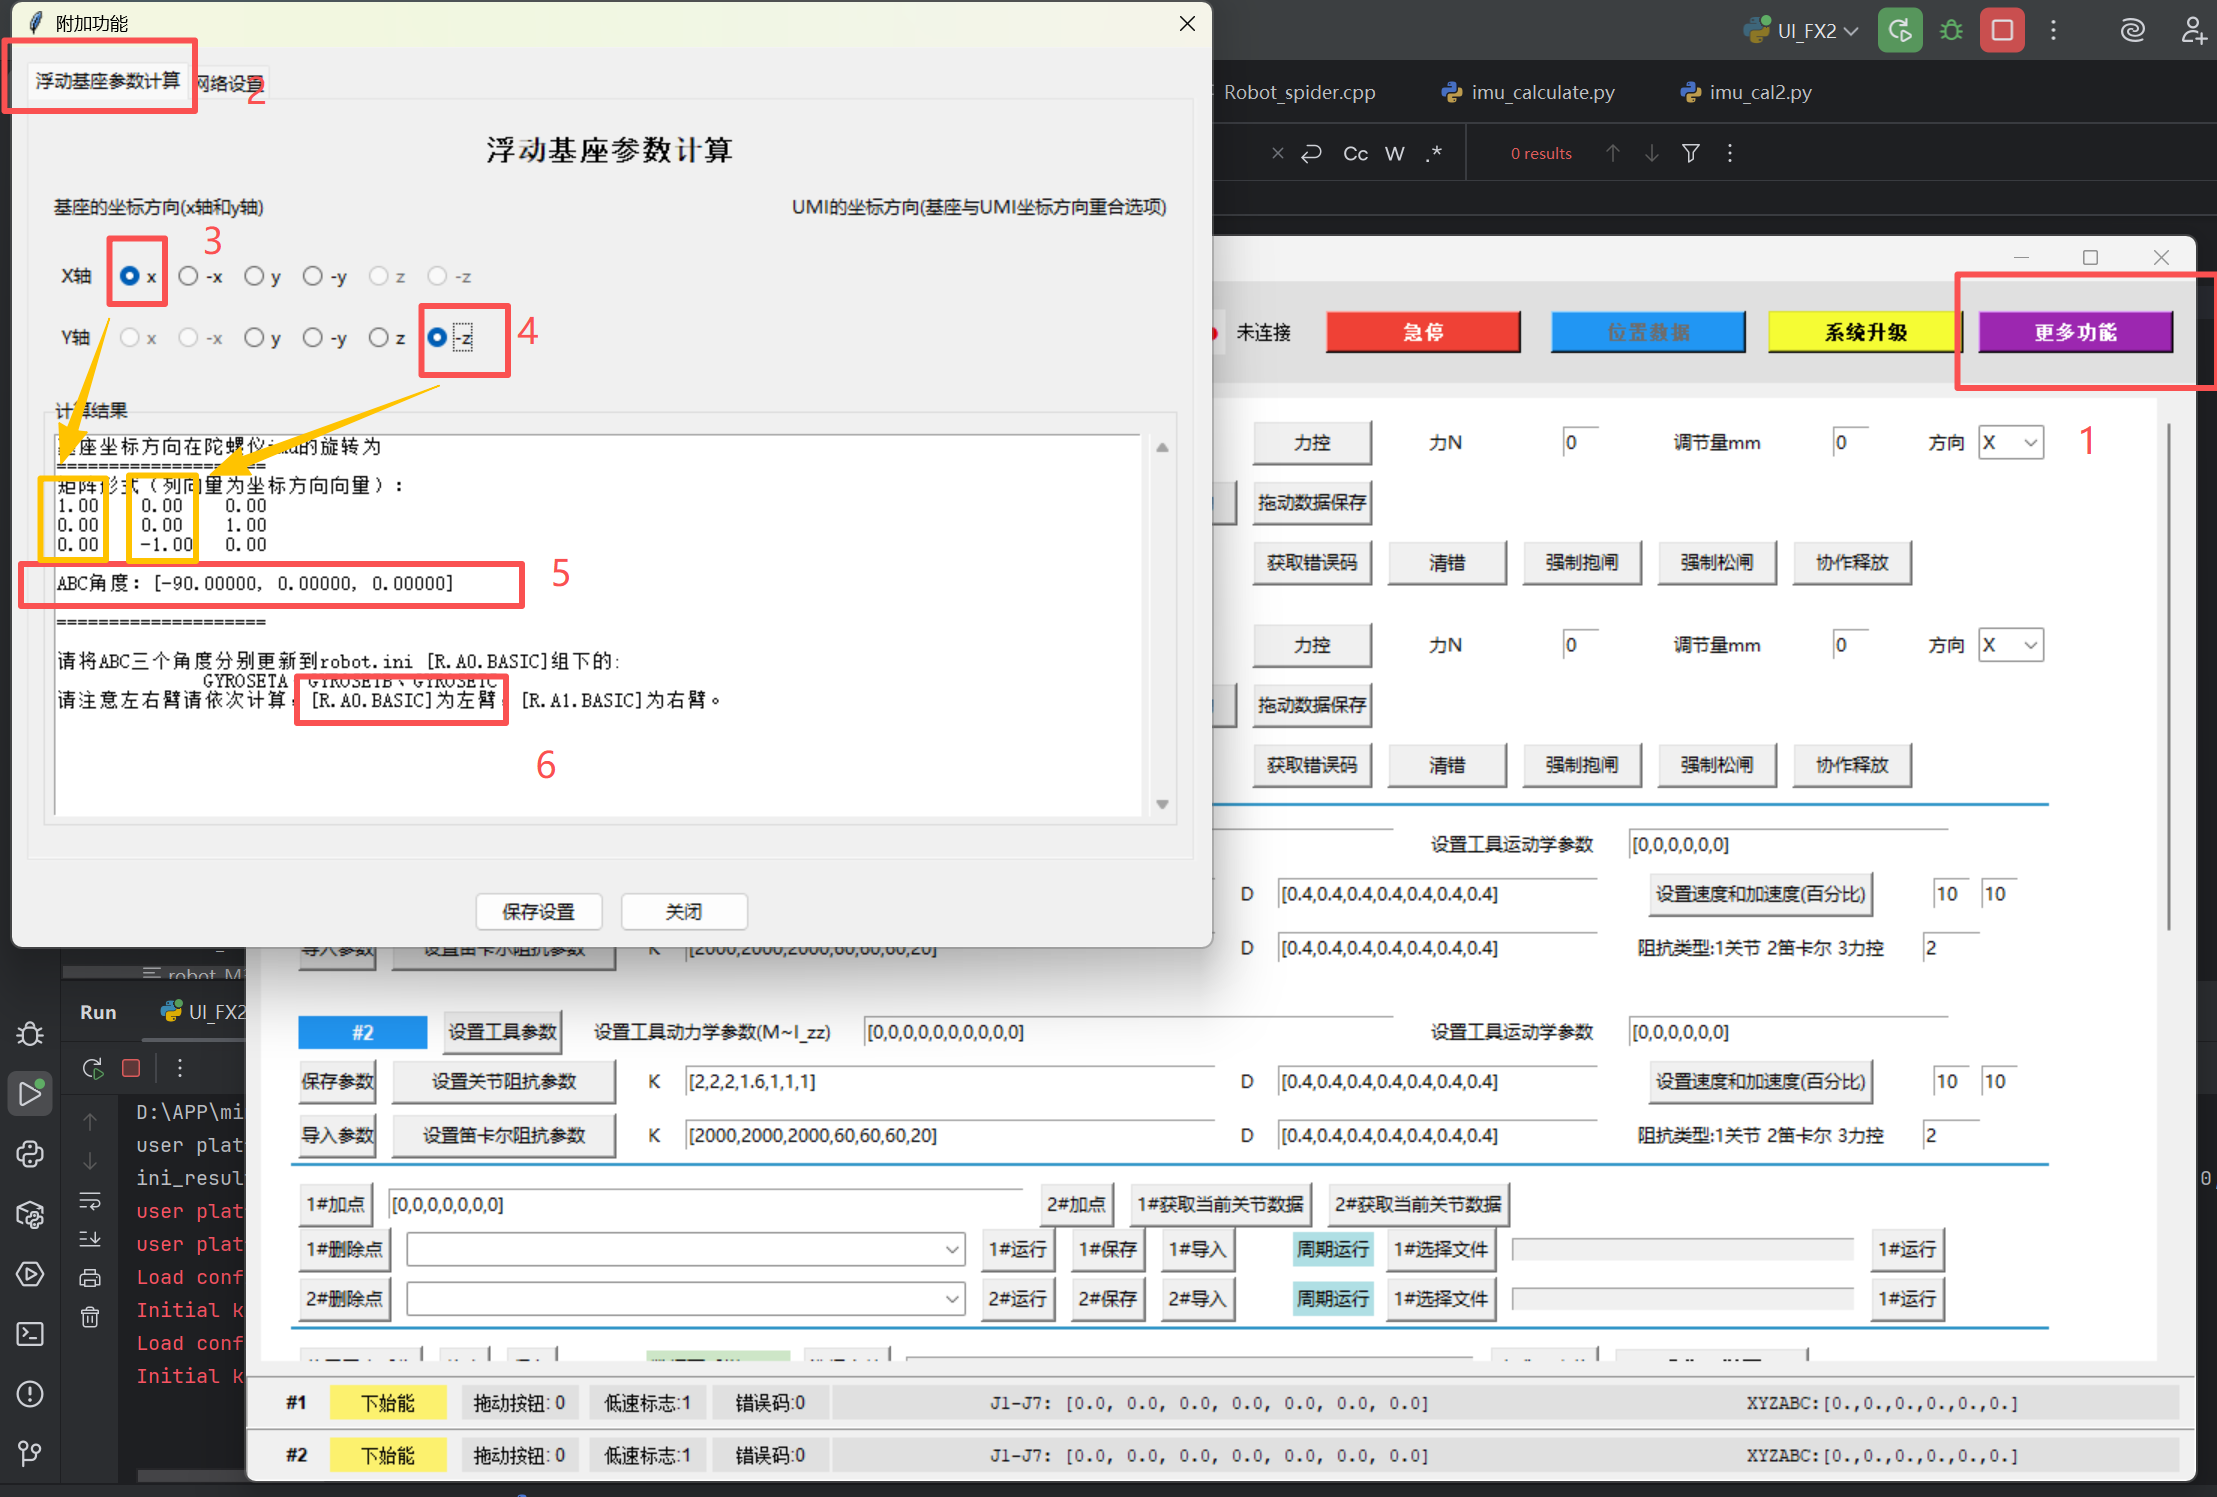 附加功能
UI_FX2
浮动基座参数计算
网络设置
2
Robot_spider.cpp
imu_calculate.py
imu_cal2.py
浮动基座参数计算
Cc W .*
0 results
基座的坐标方向(x轴和y轴)
UMI的坐标方向(基座与UMI坐标方向重合选项)
3
X轴 x -x y -y z -z
Y轴 x -x y -y z -z
4
未连接
急停
位置数据
系统升级
更多功能
1
计算结果
基座坐标方向在陀螺仪 的旋转为
====================
矩阵形式(列向量为坐标方向向量):
1.00 0.00 0.00
0.00 0.00 1.00
0.00 -1.00 0.00
ABC角度: [-90.00000, 0.00000, 0.00000]
5
====================
请将ABC三个角度分别更新到robot.ini [R.A0.BASIC]组下的:
GYROSETA GYROSETB、GYROSETC
请注意左右臂请依次计算, [R.A0.BASIC]为左臂, [R.A1.BASIC]为右臂。
6
保存设置
关闭
力控
力N
0
调节量mm
0
方向
X
拖动数据保存
获取错误码
清错
强制抱闸
强制松闸
协作释放
力控
力N
0
调节量mm
0
方向
X
拖动数据保存
获取错误码
清错
强制抱闸
强制松闸
协作释放
设置工具运动学参数
[0,0,0,0,0,0]
D
[0.4,0.4,0.4,0.4,0.4,0.4,0.4]
设置速度和加速度(百分比)
10
10
导入参数
设置笛卡尔阻抗参数
K
[2000,2000,2000,60,60,60,20]
D
[0.4,0.4,0.4,0.4,0.4,0.4,0.4]
阻抗类型:1关节 2笛卡尔 3力控
2
robot_M
Run
UI_FX2
#2
设置工具参数
设置工具动力学参数(M~I_zz)
[0,0,0,0,0,0,0,0,0,0]
设置工具运动学参数
[0,0,0,0,0,0]
保存参数
设置关节阻抗参数
K
[2,2,2,1.6,1,1,1]
D
[0.4,0.4,0.4,0.4,0.4,0.4,0.4]
设置速度和加速度(百分比)
10
10
导入参数
设置笛卡尔阻抗参数
K
[2000,2000,2000,60,60,60,20]
D
[0.4,0.4,0.4,0.4,0.4,0.4,0.4]
阻抗类型:1关节 2笛卡尔 3力控
2
D:\APP\mi
user plat
ini_resul
user plat
user plat
Load conf
Initial k
Load conf
Initial k
0
1#加点
[0,0,0,0,0,0,0]
2#加点
1#获取当前关节数据
2#获取当前关节数据
1#删除点
1#运行
1#保存
1#导入
周期运行
1#选择文件
1#运行
2#删除点
2#运行
2#保存
2#导入
周期运行
1#选择文件
1#运行
#1
下始能
拖动按钮: 0
低速标志:1
错误码:0
J1-J7: [0.0, 0.0, 0.0, 0.0, 0.0, 0.0, 0.0]
XYZABC:[0.,0.,0.,0.,0.,0.]
#2
下始能
拖动按钮: 0
低速标志:1
错误码:0
J1-J7: [0.0, 0.0, 0.0, 0.0, 0.0, 0.0, 0.0]
XYZABC:[0.,0.,0.,0.,0.,0.]